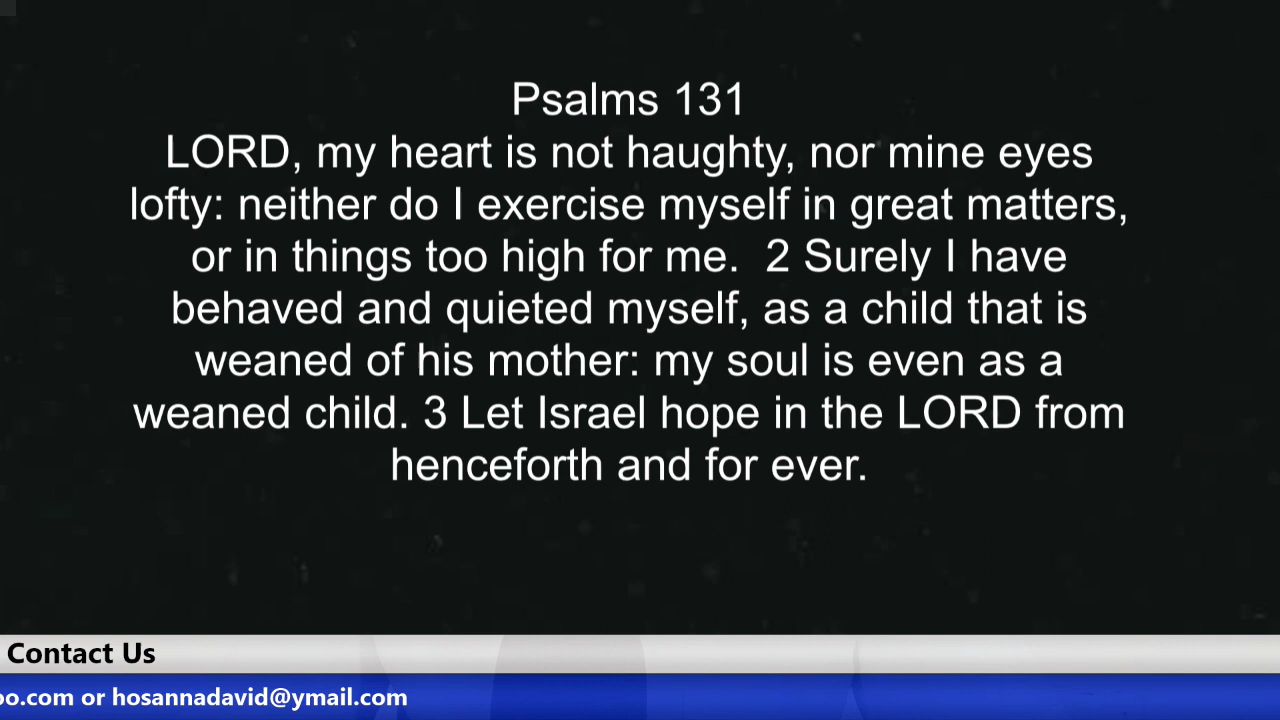 Psalms 131
LORD, my heart is not haughty, nor mine eyes
lofty: neither do I exercise myself in great matters,
or in things too high for me.  2 Surely I have
behaved and quieted myself, as a child that is
weaned of his mother: my soul is even as a
weaned child. 3 Let Israel hope in the LORD from
henceforth and for ever.
Contact Us
oo.com or hosannadavid@ymail.com